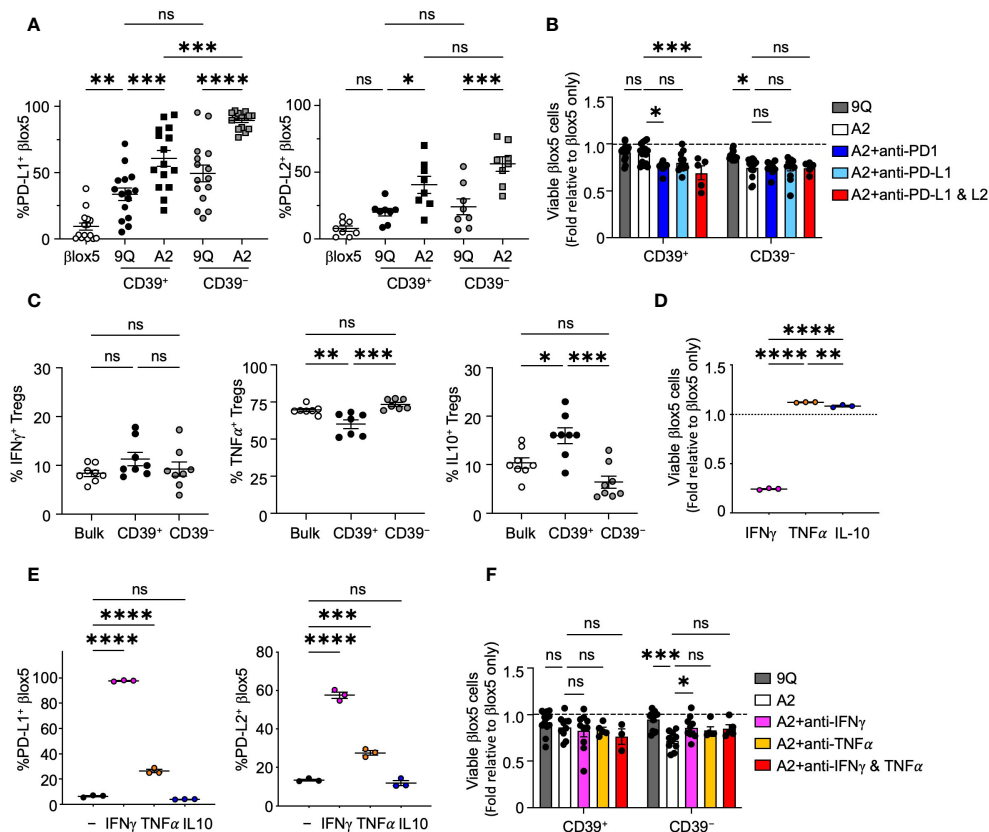 A
ns
***
** *** ****
%PD-L1+ βlox5
100
50
0
βlox5 9Q A2 9Q A2
CD39+ CD39−
ns
ns
ns * ***
%PD-L2+ βlox5
100
50
0
βlox5 9Q A2 9Q A2
CD39+ CD39−
B
*** ns
ns ns * ns
* ns
Viable βlox5 cells
(Fold relative to βlox5 only)
1.5
1.0
0.5
0
CD39+ CD39−
9Q
A2
A2+anti-PD1
A2+anti-PD-L1
A2+anti-PD-L1 & L2
C
ns
ns ns
% IFNγ+ Tregs
30
20
10
0
Bulk CD39+ CD39−
ns
** ***
% TNFα+ Tregs
100
75
50
25
0
Bulk CD39+ CD39−
ns
* ***
% IL10+ Tregs
30
20
10
0
Bulk CD39+ CD39−
D
****
**** **
Viable βlox5 cells
(Fold relative to βlox5 only)
1.5
1.0
0.5
0
IFNγ TNFα IL-10
E
ns
****
****
%PD-L1+ βlox5
100
80
60
40
20
0
– IFNγ TNFα IL10
ns
***
****
%PD-L2+ βlox5
80
60
40
20
0
– IFNγ TNFα IL10
F
ns ns
ns ns *** ns
ns *
Viable βlox5 cells
(Fold relative to βlox5 only)
1.5
1.0
0.5
0
CD39+ CD39−
9Q
A2
A2+anti-IFNγ
A2+anti-TNFα
A2+anti-IFNγ & TNFα